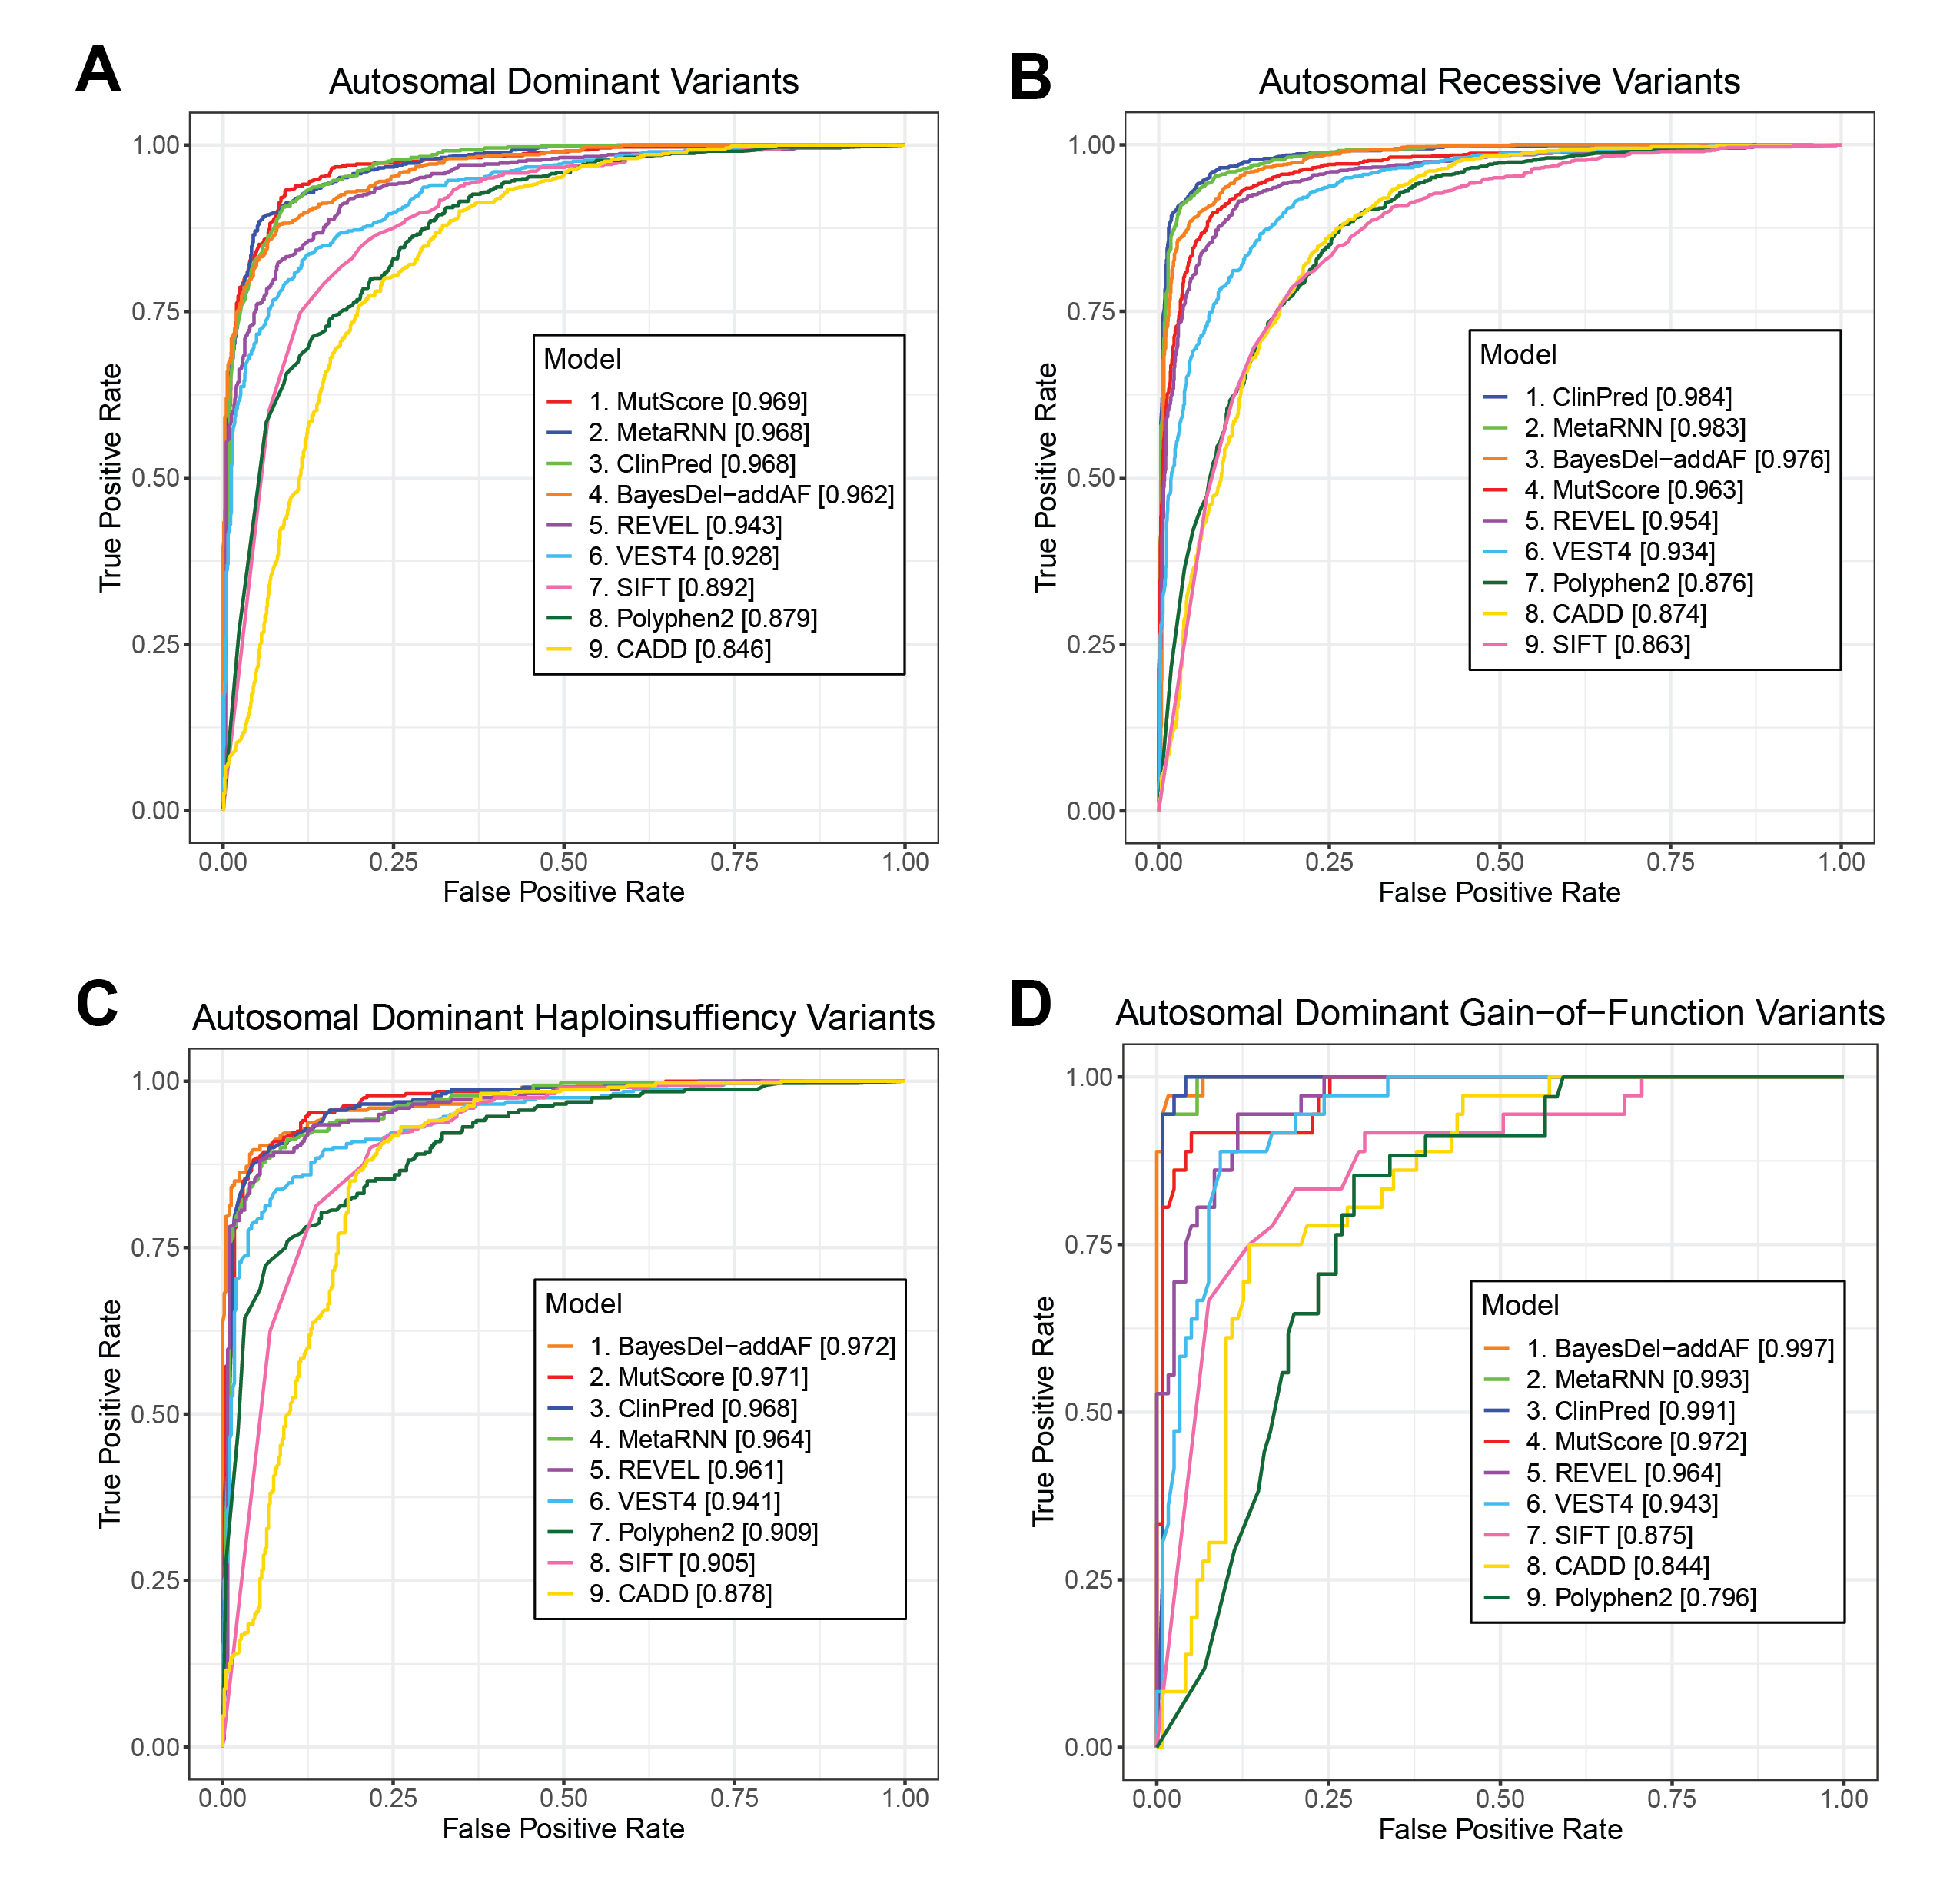 A
Autosomal Dominant Variants
1.00
0.75
0.50
0.25
0.00
True Positive Rate
Model
1. MutScore [0.969]
2. MetaRNN [0.968]
3. ClinPred [0.968]
4. BayesDel−addAF [0.962]
5. REVEL [0.943]
6. VEST4 [0.928]
7. SIFT [0.892]
8. Polyphen2 [0.879]
9. CADD [0.846]
0.00 0.25 0.50 0.75 1.00
False Positive Rate
B
Autosomal Recessive Variants
1.00
0.75
0.50
0.25
0.00
True Positive Rate
Model
1. ClinPred [0.984]
2. MetaRNN [0.983]
3. BayesDel−addAF [0.976]
4. MutScore [0.963]
5. REVEL [0.954]
6. VEST4 [0.934]
7. Polyphen2 [0.876]
8. CADD [0.874]
9. SIFT [0.863]
0.00 0.25 0.50 0.75 1.00
False Positive Rate
C
Autosomal Dominant Haploinsuffiency Variants
1.00
0.75
0.50
0.25
0.00
True Positive Rate
Model
1. BayesDel−addAF [0.972]
2. MutScore [0.971]
3. ClinPred [0.968]
4. MetaRNN [0.964]
5. REVEL [0.961]
6. VEST4 [0.941]
7. Polyphen2 [0.909]
8. SIFT [0.905]
9. CADD [0.878]
0.00 0.25 0.50 0.75 1.00
False Positive Rate
D
Autosomal Dominant Gain−of−Function Variants
1.00
0.75
0.50
0.25
0.00
True Positive Rate
Model
1. BayesDel−addAF [0.997]
2. MetaRNN [0.993]
3. ClinPred [0.991]
4. MutScore [0.972]
5. REVEL [0.964]
6. VEST4 [0.943]
7. SIFT [0.875]
8. CADD [0.844]
9. Polyphen2 [0.796]
0.00 0.25 0.50 0.75 1.00
False Positive Rate